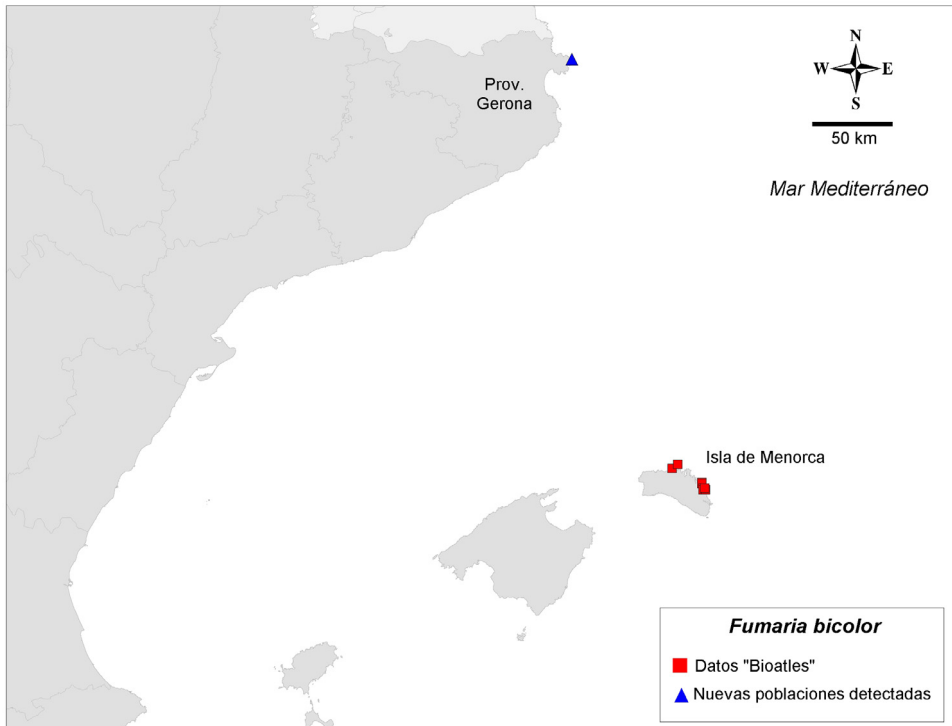 Prov.
Gerona
N
W E
S
50 km
Mar Mediterráneo
Isla de Menorca
Fumaria bicolor
Datos "Bioatles"
Nuevas poblaciones detectadas